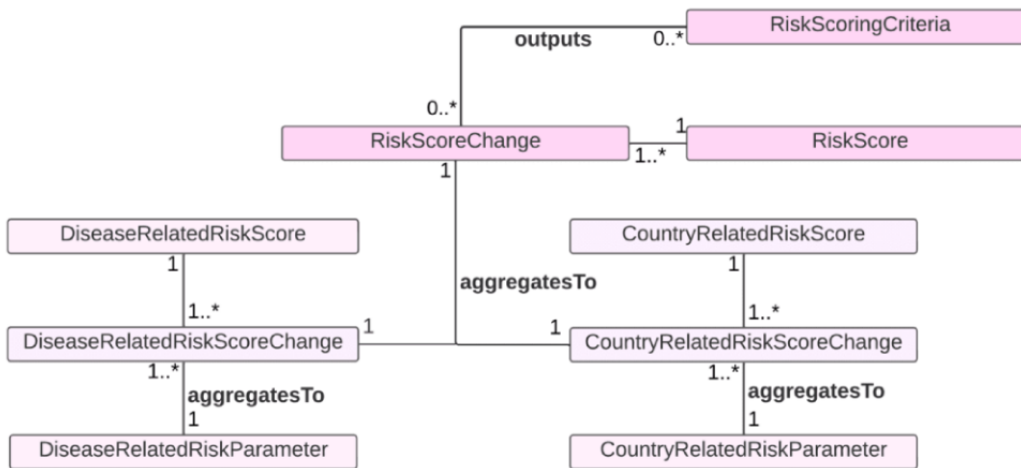 RiskScoringCriteria
outputs
0..*
0..*
RiskScoreChange
1
1..*
RiskScore
1
DiseaseRelatedRiskScore
CountryRelatedRiskScore
1
1
aggregatesTo
1..*
1..*
DiseaseRelatedRiskScoreChange
1
1
CountryRelatedRiskScoreChange
1..*
1..*
aggregatesTo
aggregatesTo
1
1
DiseaseRelatedRiskParameter
CountryRelatedRiskParameter